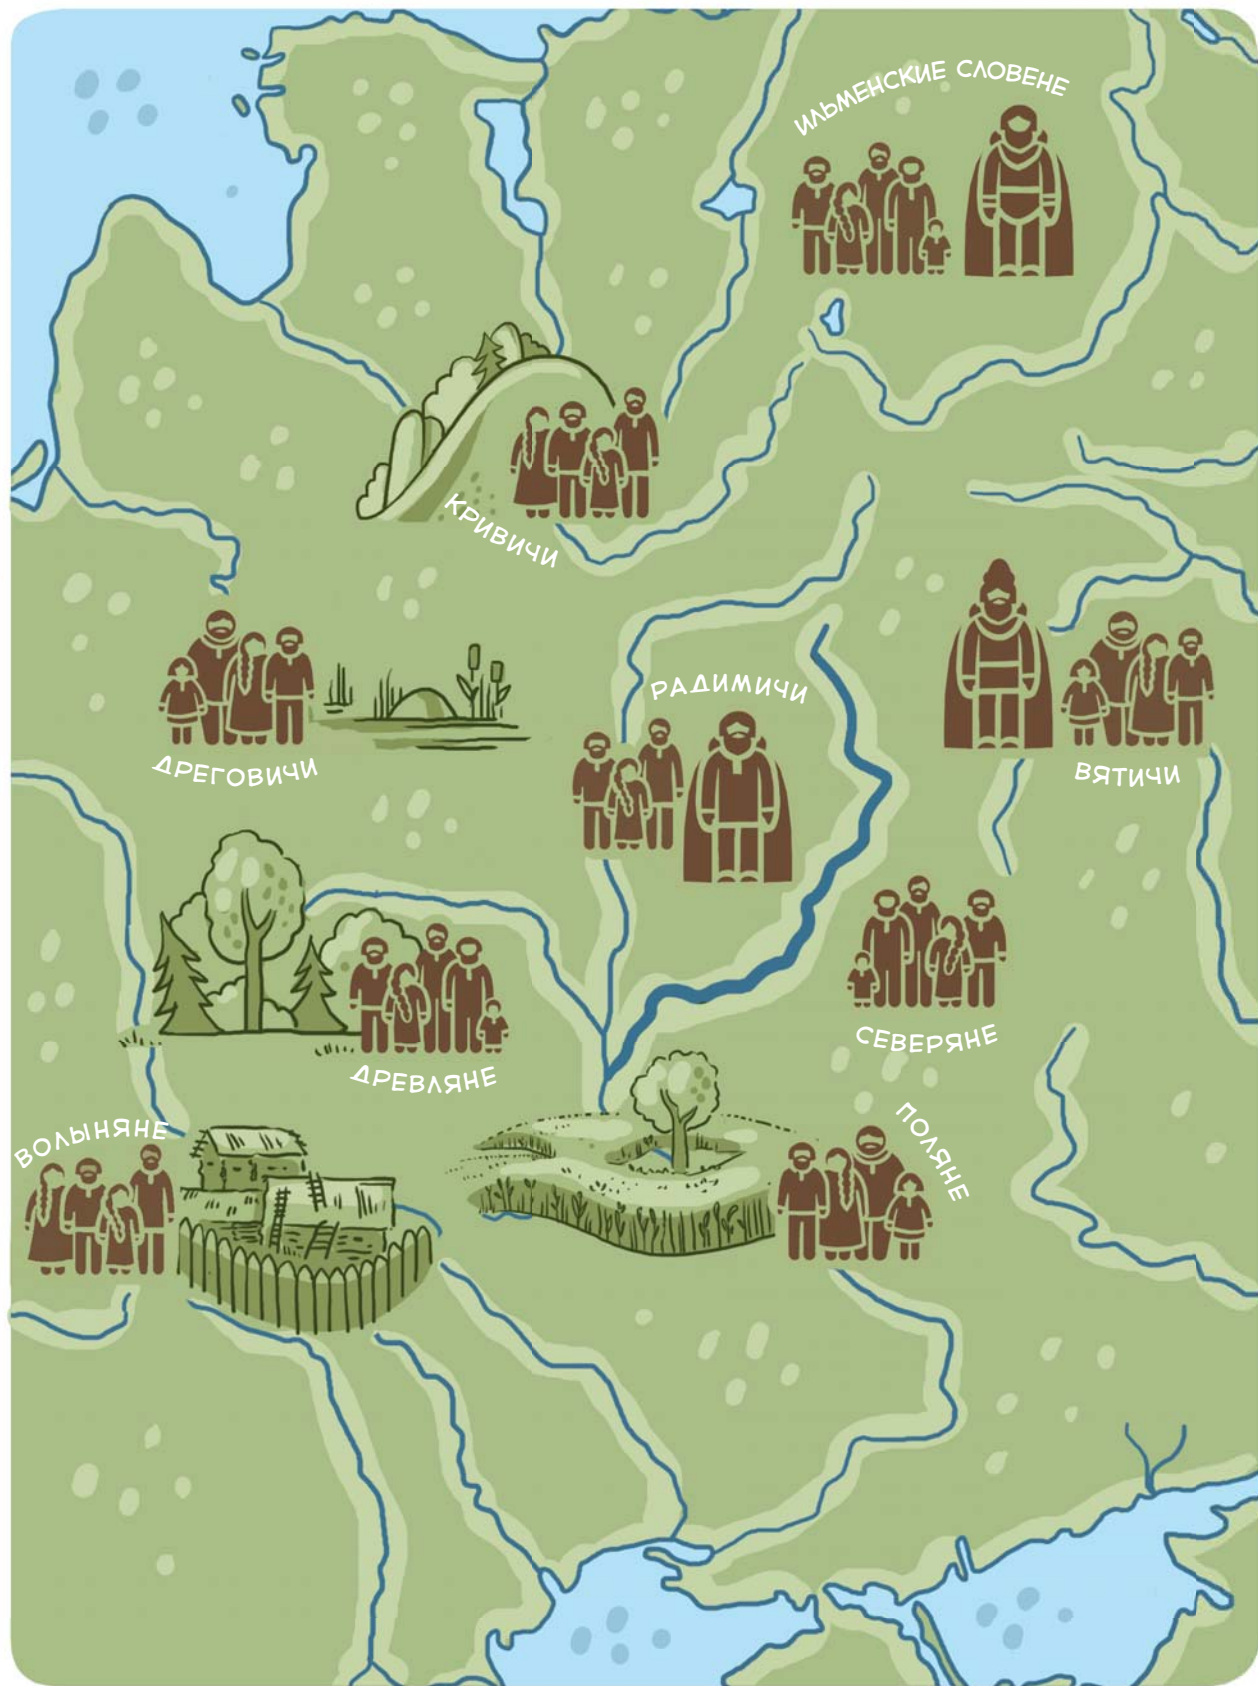 ИЛЬМЕНСКИЕ СЛОВЕНЕ
КРИВИЧИ
РАДИМИЧИ
ДРЕГОВИЧИ
ВЯТИЧИ
СЕВЕРЯНЕ
ДРЕВЛЯНЕ
ВОЛЫНЯНЕ
ПОЛЯНЕ